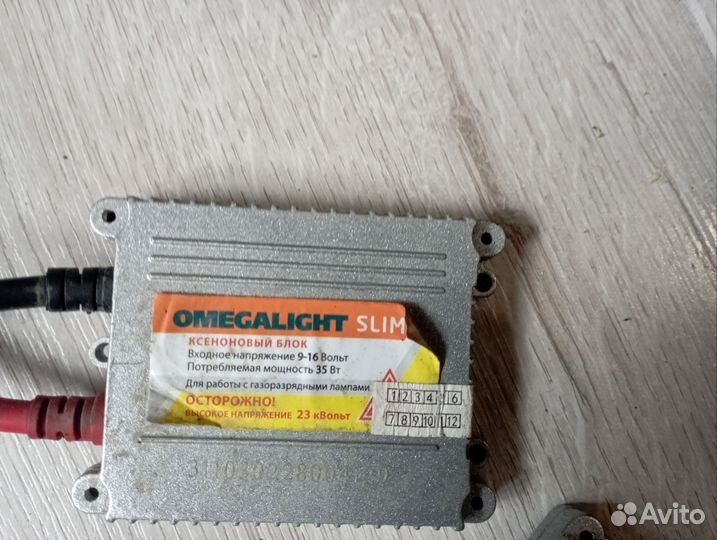 OMEGALIGHT SLIM
КСЕНОНОВЫЙ БЛОК
Входное напряжение 9-16 Вольт
Потребляемая мощность 35 Вт
Для работы с газоразрядными лампами
ОСТОРОЖНО!
ВЫСОКОЕ НАПРЯЖЕНИЕ 23 кВольт
1 2 3 4 6
7 8 9 10 12
Avito